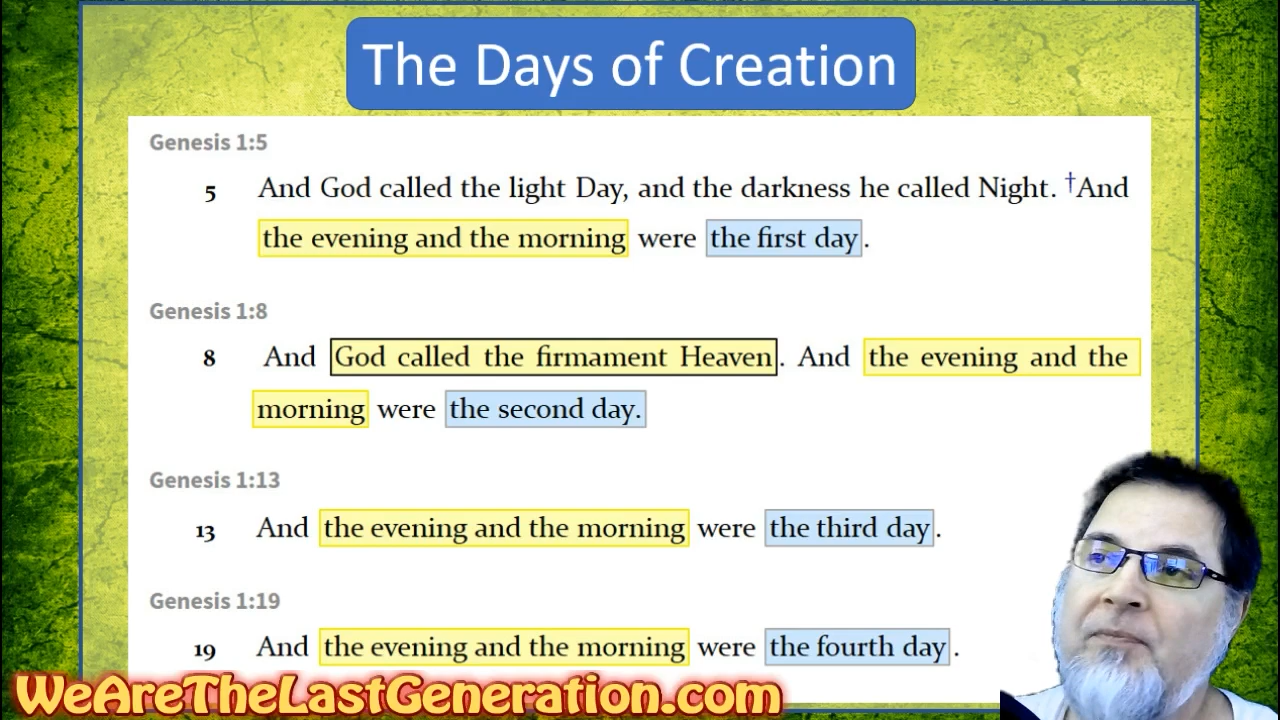 The Days of Creation
Genesis 1:5
5 And God called the light Day, and the darkness he called Night. †And
the evening and the morning were the first day.
Genesis 1:8
8 And God called the firmament Heaven. And the evening and the
morning were the second day.
Genesis 1:13
13 And the evening and the morning were the third day.
Genesis 1:19
19 And the evening and the morning were the fourth day.
WeAreTheLastGeneration.com